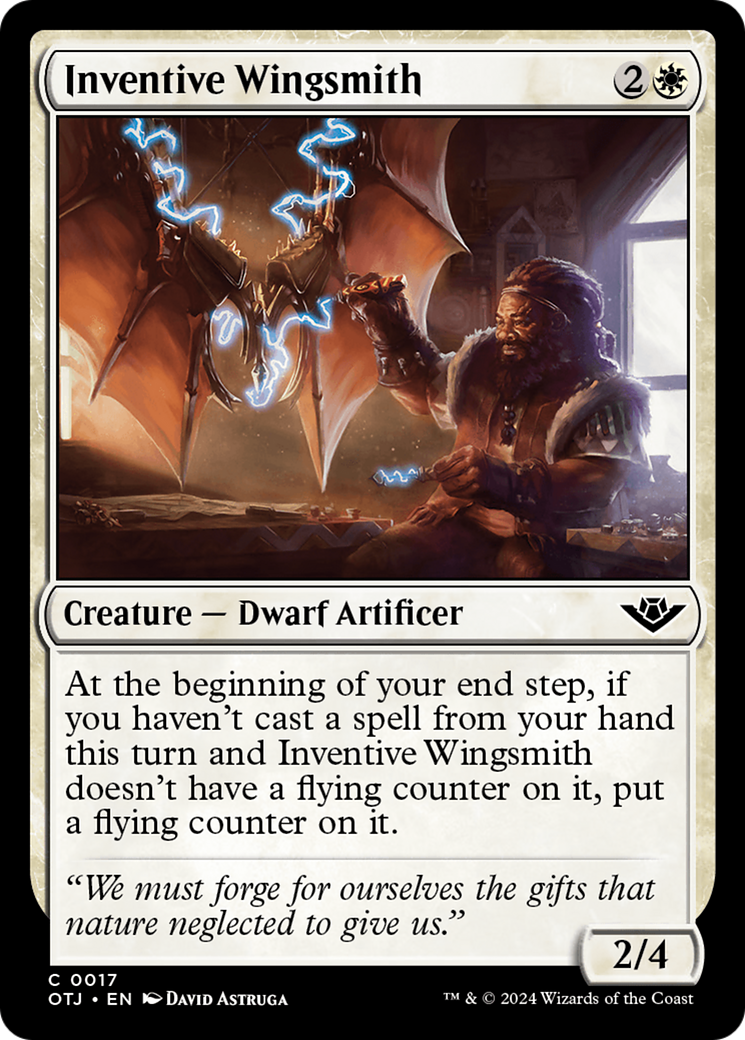 Inventive Wingsmith 2
Creature — Dwarf Artificer
At the beginning of your end step, if
you haven't cast a spell from your hand
this turn and Inventive Wingsmith
doesn't have a flying counter on it, put
a flying counter on it.
“We must forge for ourselves the gifts that
nature neglected to give us.”
2/4
C 0017
OTJ • EN David Astruga
™ & © 2024 Wizards of the Coast